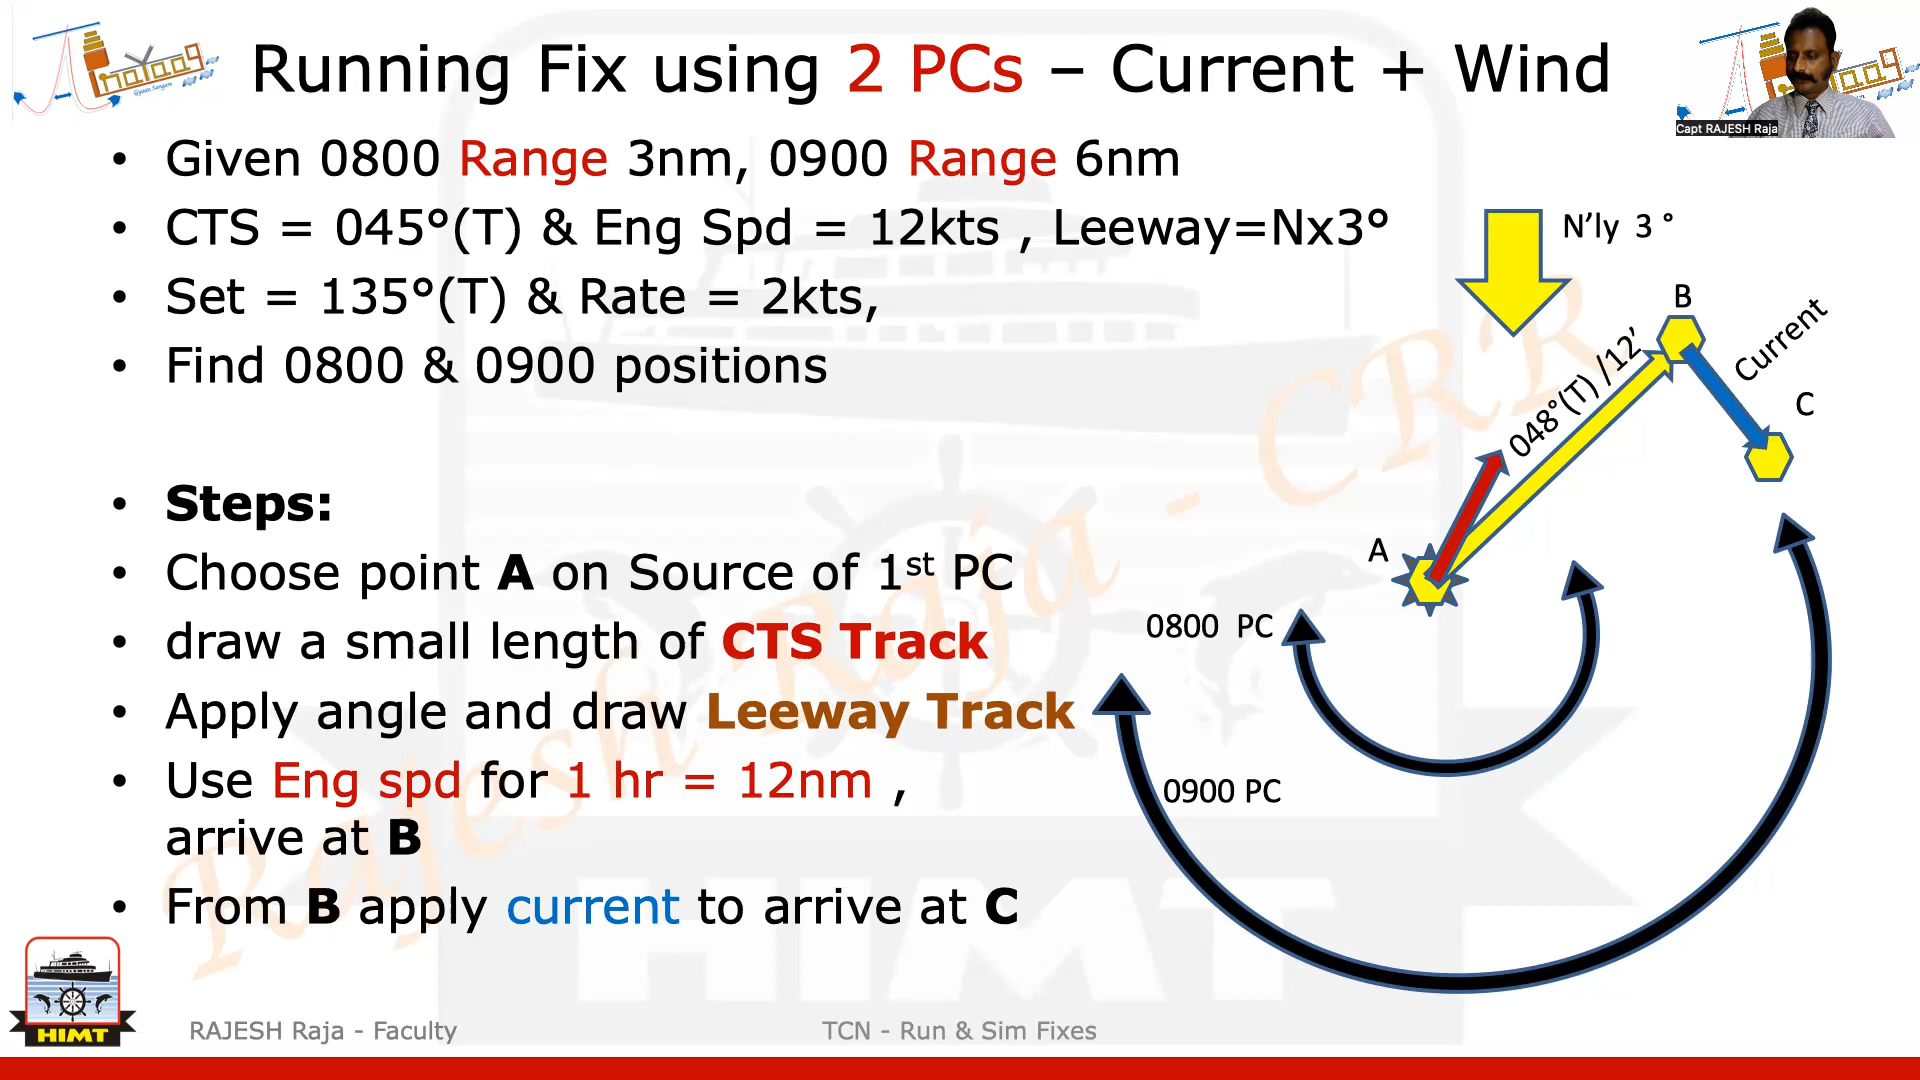 Running Fix using 2 PCs – Current + Wind
Capt RAJESH Raja
• Given 0800 Range 3nm, 0900 Range 6nm
• CTS = 045°(T) & Eng Spd = 12kts , Leeway=Nx3°
• Set = 135°(T) & Rate = 2kts,
• Find 0800 & 0900 positions
• Steps:
• Choose point A on Source of 1st PC
• draw a small length of CTS Track
• Apply angle and draw Leeway Track
• Use Eng spd for 1 hr = 12nm ,
arrive at B
• From B apply current to arrive at C
N’ly 3 °
B
Current
048°(T) /12’
C
A
0800 PC
0900 PC
Rajesh Raja - CRR
HIMT
HIMT
RAJESH Raja - Faculty
TCN - Run & Sim Fixes